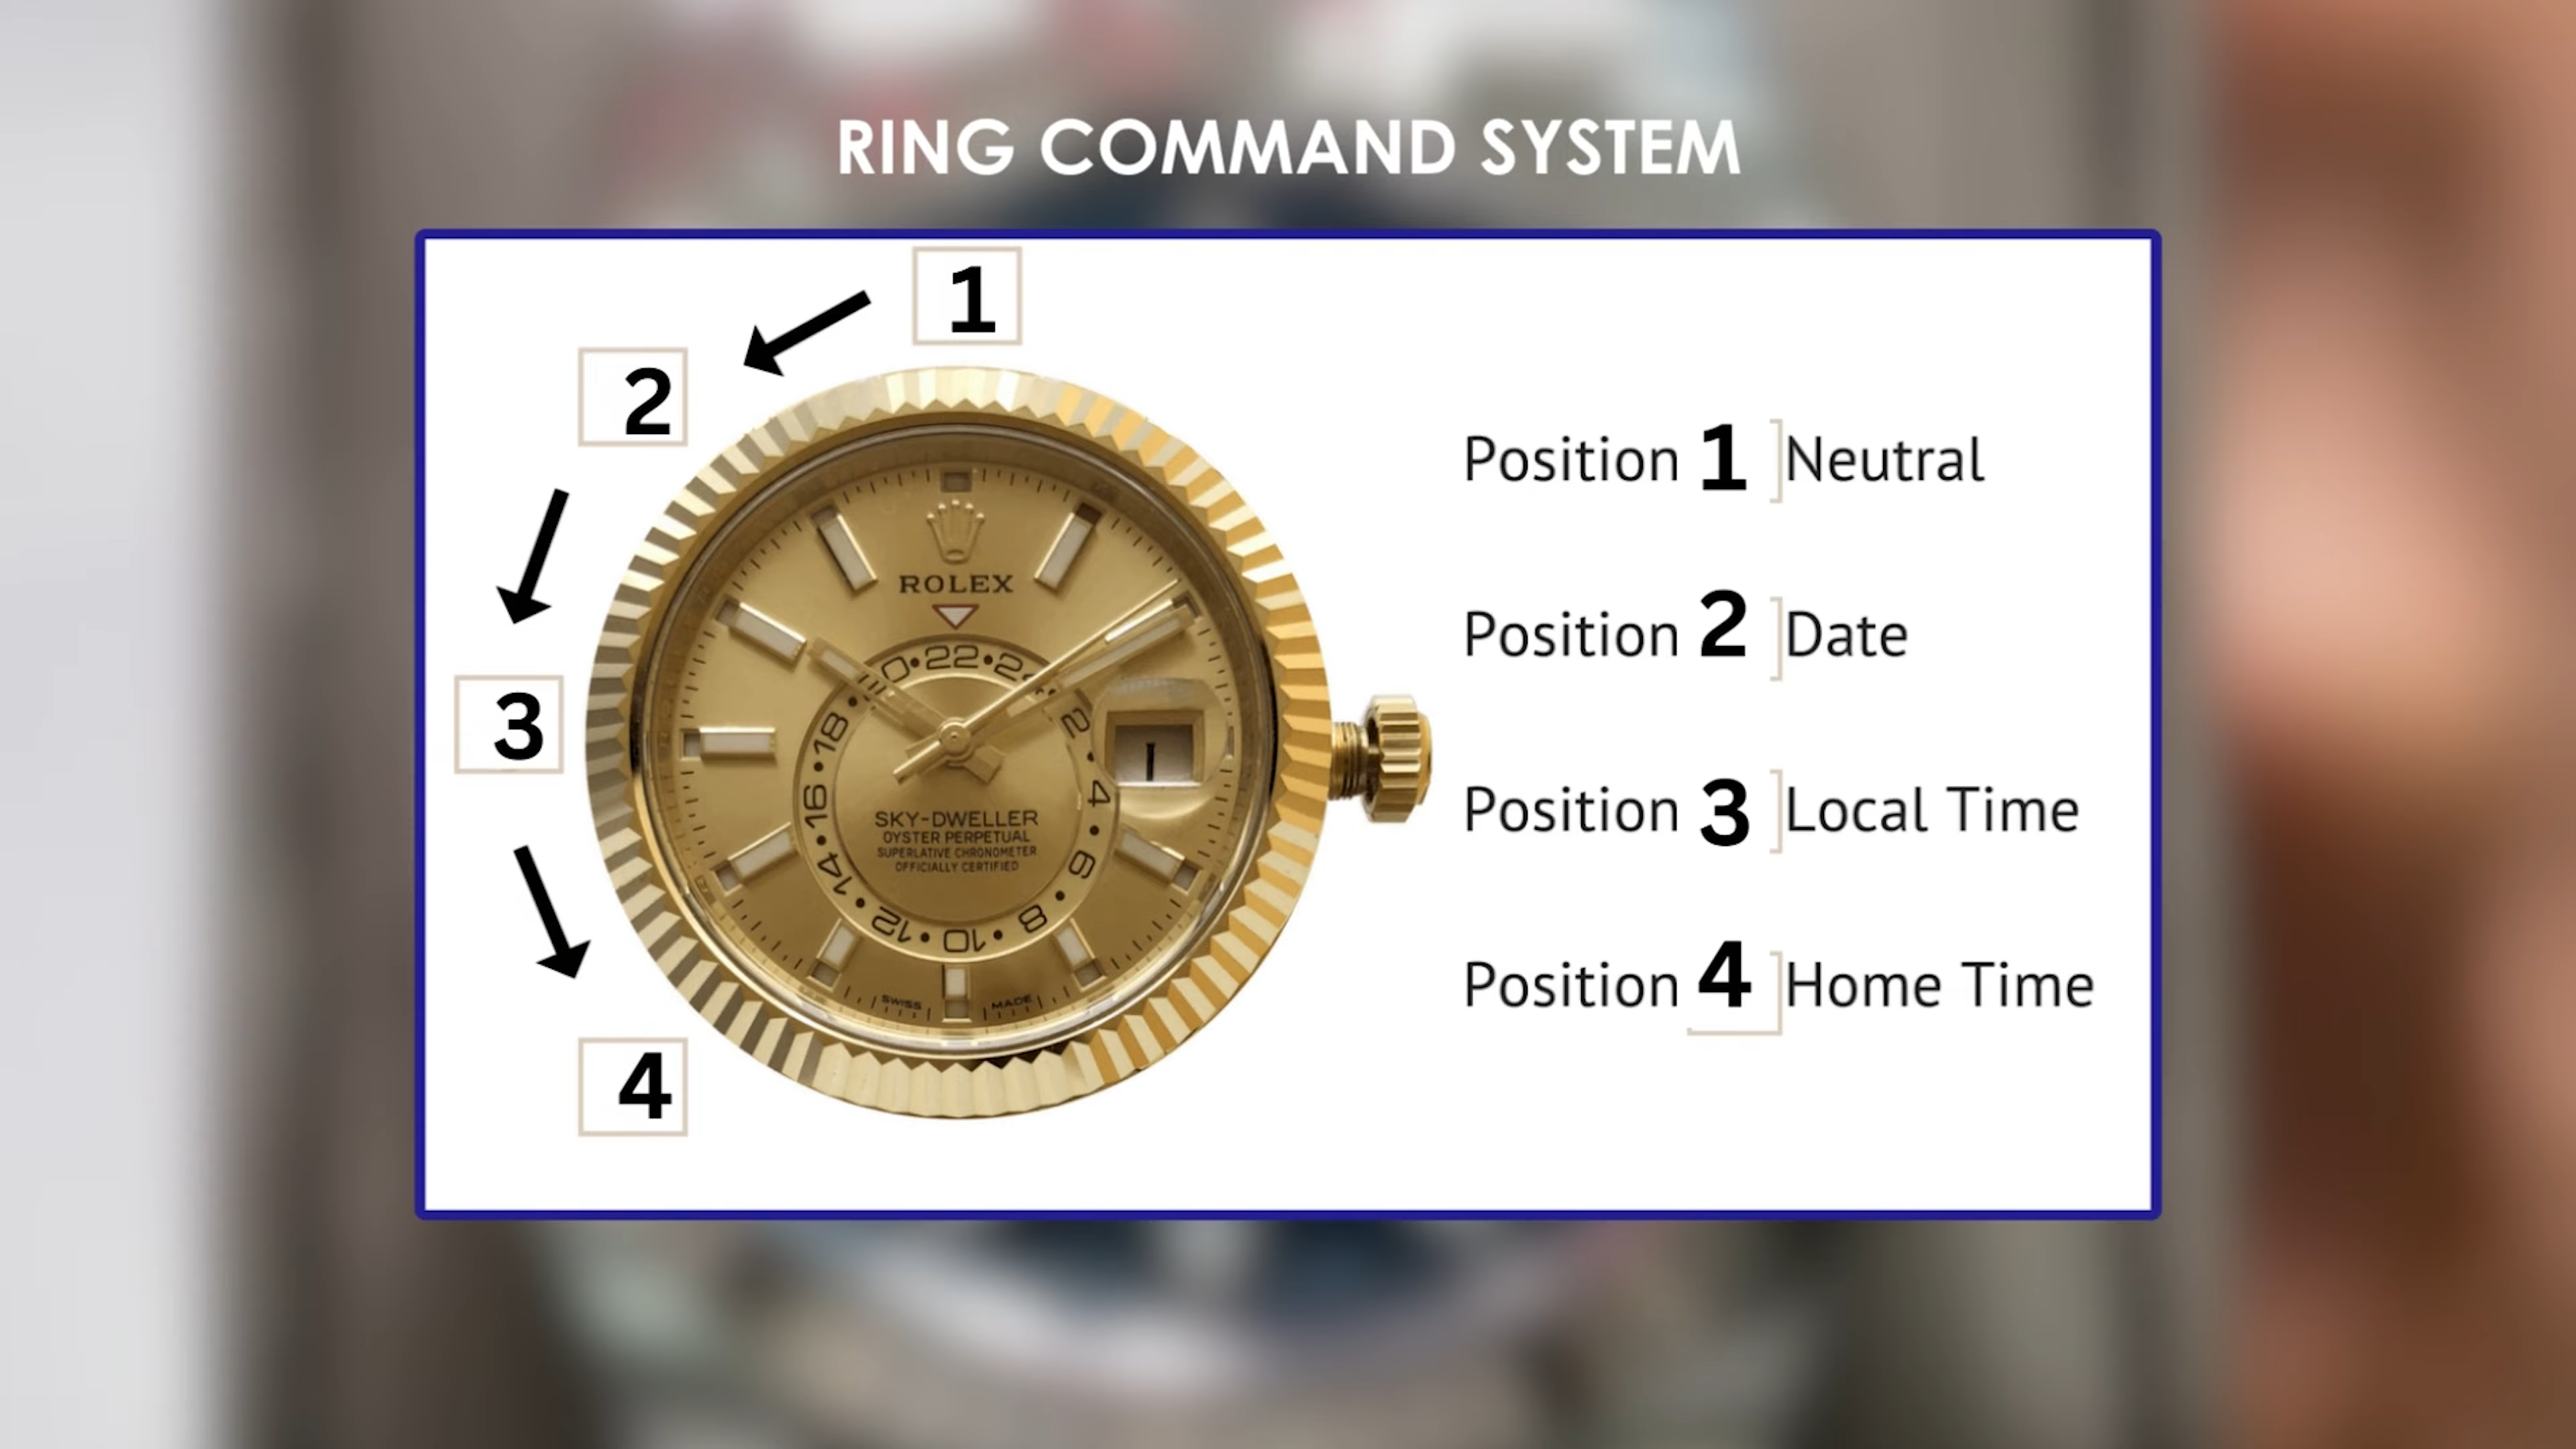 RING COMMAND SYSTEM
1
2
3
4
ROLEX
22
2
4
6
8
10
12
14
16
18
SKY-DWELLER
OYSTER PERPETUAL
SUPERLATIVE CHRONOMETER
OFFICIALLY CERTIFIED
SWISS MADE
Position 1 Neutral
Position 2 Date
Position 3 Local Time
Position 4 Home Time